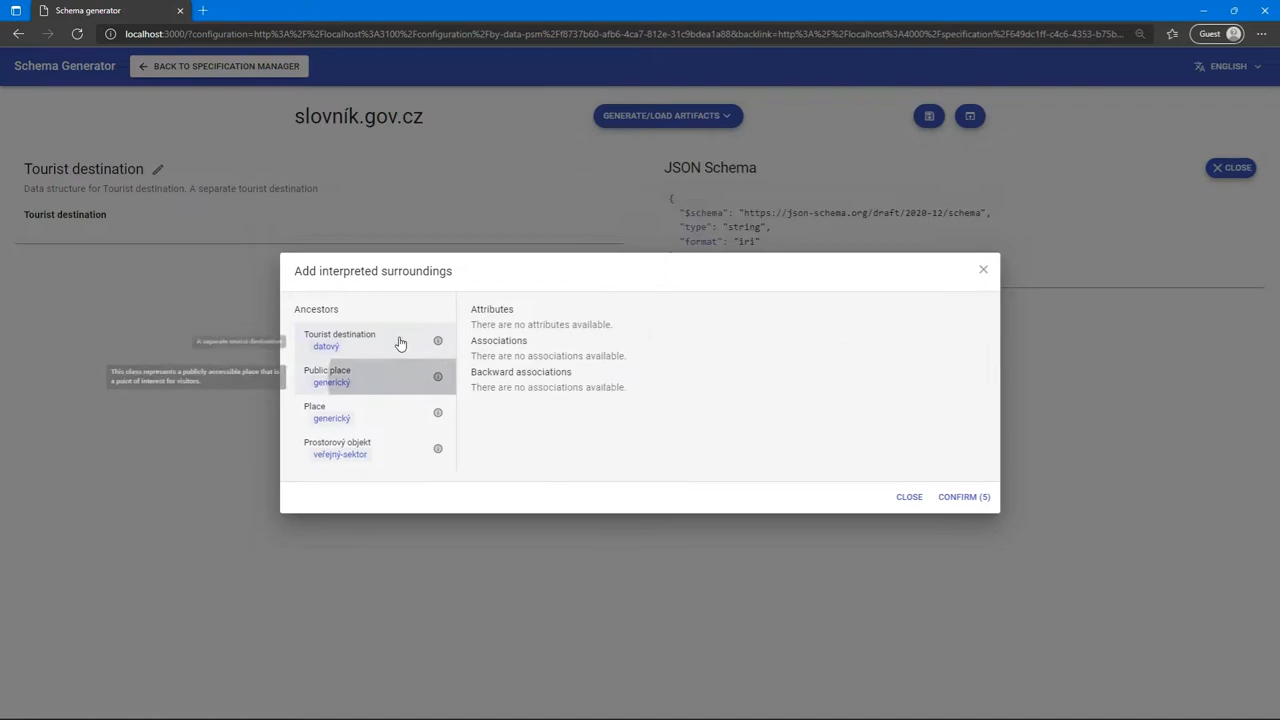 Schema generator
localhost:3000/?configuration=http%3A%2F%2Flocalhost%3A3100%2Fconfiguration%2Fby-data-psm%2Ff8737b60-afb6-4ca7-812e-31c9bdea1a88&backlink=http%3A%2F%2Flocalhost%3A4000%2Fspecification%2F649dc1ff-c4c6-4353-b75b...
Guest
Schema Generator
BACK TO SPECIFICATION MANAGER
ENGLISH
slovník.gov.cz
GENERATE/LOAD ARTIFACTS
Tourist destination
Data structure for Tourist destination. A separate tourist destination
Tourist destination
JSON Schema
CLOSE
{
"$schema": "https://json-schema.org/draft/2020-12/schema",
"type": "string",
"format": "iri"
Add interpreted surroundings
Ancestors
Tourist destination
datový
A separate tourist destination
Public place
generický
This class represents a publicly accessible place that is
a point of interest for visitors.
Place
generický
Prostorový objekt
veřejný-sektor
Attributes
There are no attributes available.
Associations
There are no associations available.
Backward associations
There are no associations available.
CLOSE
CONFIRM (5)